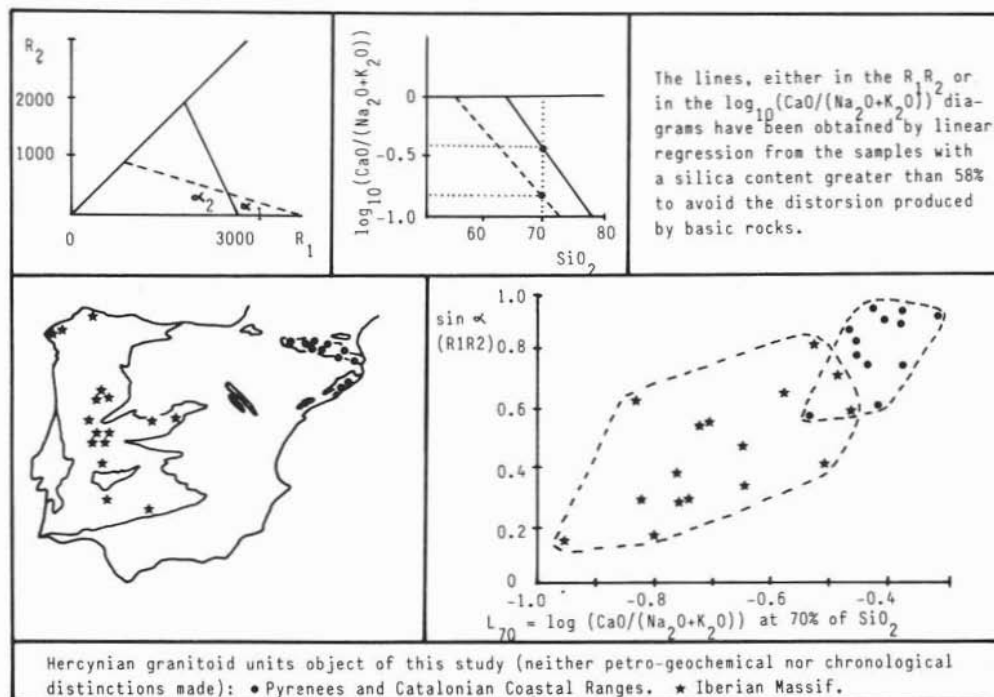 R2
2000
1000
∝2
∝1
0
3000
R1
log10(CaO/(Na2O+K2O))
0
-0.5
-1.0
60
70
80
SiO2
The lines, either in the R1R2 or
in the log10(CaO/(Na2O+K2O)) dia-
grams have been obtained by linear
regression from the samples with
a silica content greater than 58%
to avoid the distorsion produced
by basic rocks.
1.0
sin ∝
(R1R2)
0.8
0.6
0.4
0.2
0
-1.0
-0.8
-0.6
-0.4
L70 = log (CaO/(Na2O+K2O)) at 70% of SiO2
Hercynian granitoid units object of this study (neither petro-geochemical nor chronological
distinctions made): ● Pyrenees and Catalonian Coastal Ranges. ★ Iberian Massif.